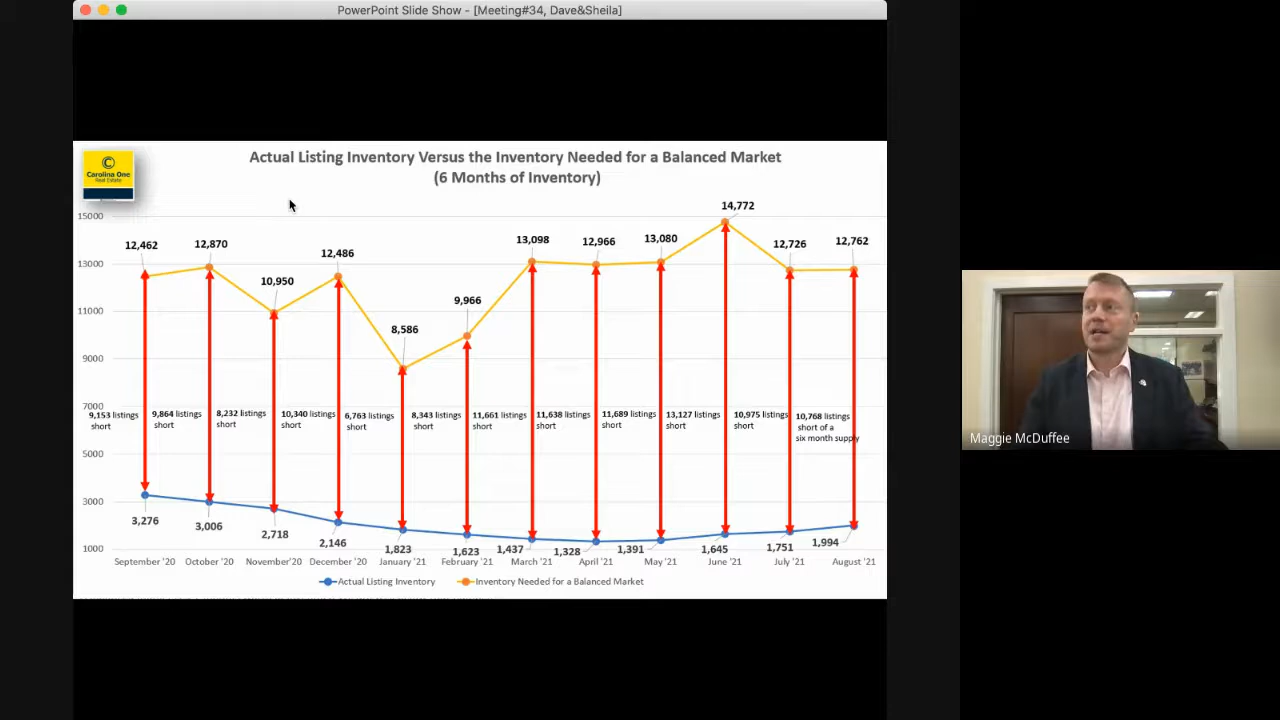 PowerPoint Slide Show - [Meeting#34, Dave&Sheila]
Carolina One
Real Estate
Actual Listing Inventory Versus the Inventory Needed for a Balanced Market
(6 Months of Inventory)
15000
13000
11000
9000
7000
5000
3000
1000
12,462
12,870
10,950
12,486
8,586
9,966
13,098
12,966
13,080
14,772
12,726
12,762
9,153 listings
short
9,864 listings
short
8,232 listings
short
10,340 listings
short
6,763 listings
short
8,343 listings
short
11,661 listings
short
11,638 listings
short
11,689 listings
short
13,127 listings
short
10,975 listings
short
10,768 listings
short of a
six month supply
3,276
3,006
2,718
2,146
1,823
1,623
1,437
1,328
1,391
1,645
1,751
1,994
September '20
October '20
November'20
December '20
January '21
February '21
March '21
April '21
May '21
June '21
July '21
August '21
Actual Listing Inventory
Inventory Needed for a Balanced Market
Maggie McDuffee